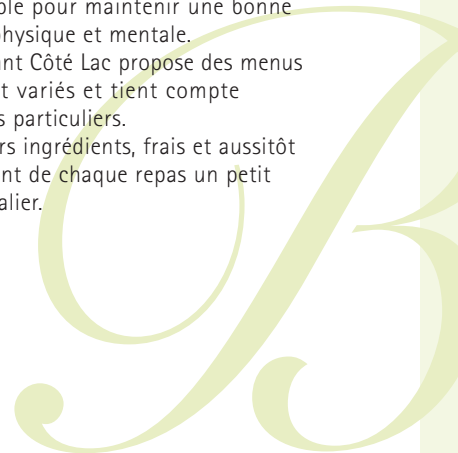 ble pour maintenir une bonne
physique et mentale.
nt Côté Lac propose des menus
t variés et tient compte
s particuliers.
rs ingrédients, frais et aussitôt
nt de chaque repas un petit
alier.
B